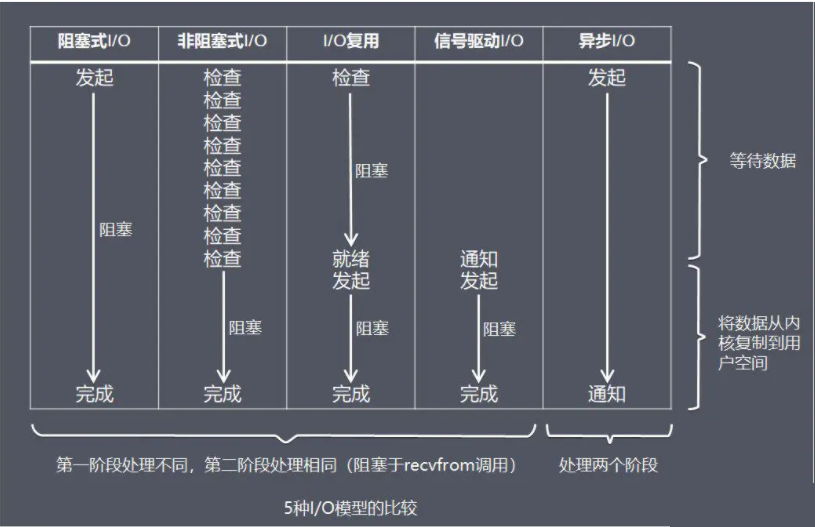 阻塞式I/O 非阻塞式I/O I/O复用 信号驱动I/O 异步I/O
发起 检查 检查 发起
检查
检查
检查
检查 阻塞 等待数据
检查
检查
阻塞 检查
检查 就绪 通知
发起 发起
阻塞 阻塞 阻塞
将数据从内
核复制到用
户空间
完成 完成 完成 完成 通知
第一阶段处理不同，第二阶段处理相同（阻塞于recvfrom调用） 处理两个阶段
5种I/O模型的比较